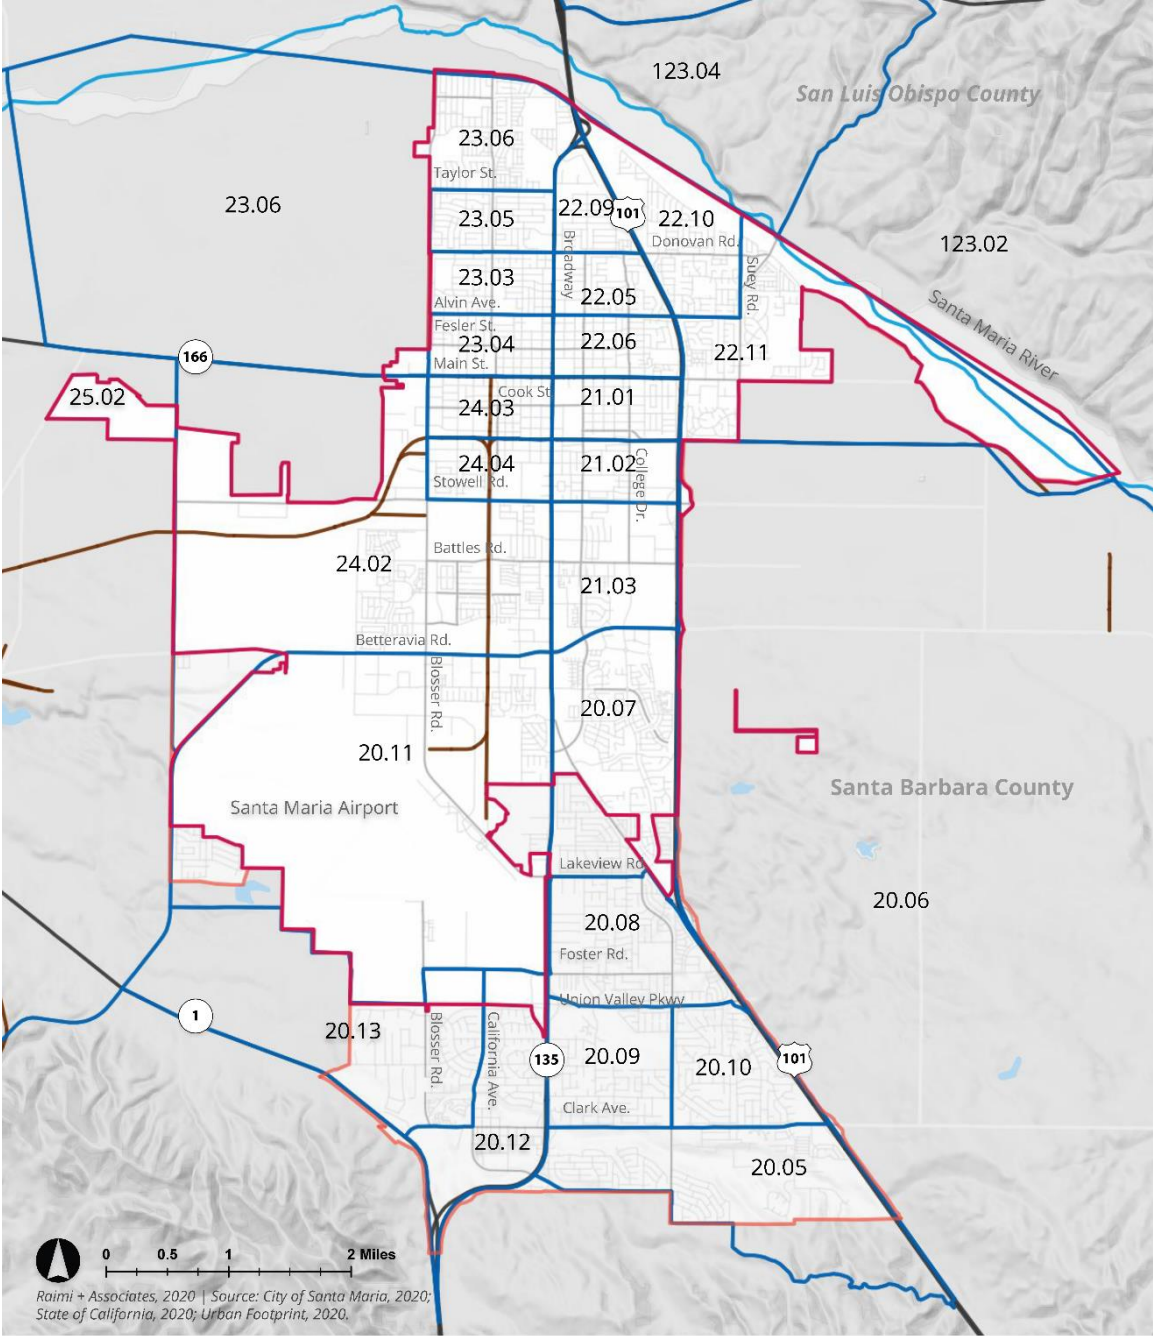 123.04
San Luis Obispo County
23.06
Taylor St.
23.06
23.05
22.09
101
22.10
Donovan Rd.
123.02
Broadway
Suey Rd.
23.03
22.05
Alvin Ave.
Santa Maria River
Fesler St.
23.04
22.06
22.11
166
Main St.
25.02
Cook St
24.03
21.01
24.04
21.02
College Dr.
Stowell Rd.
Battles Rd.
24.02
21.03
Betteravia Rd.
Blosser Rd.
20.07
20.11
Santa Maria Airport
Santa Barbara County
Lakeview Rd
20.06
20.08
Foster Rd.
Union Valley Pkwy
1
20.13
Blosser Rd.
California Ave.
135
20.09
20.10
101
Clark Ave.
20.12
20.05
0 0.5 1 2 Miles
Raimi + Associates, 2020 | Source: City of Santa Maria, 2020;
State of California, 2020; Urban Footprint, 2020.